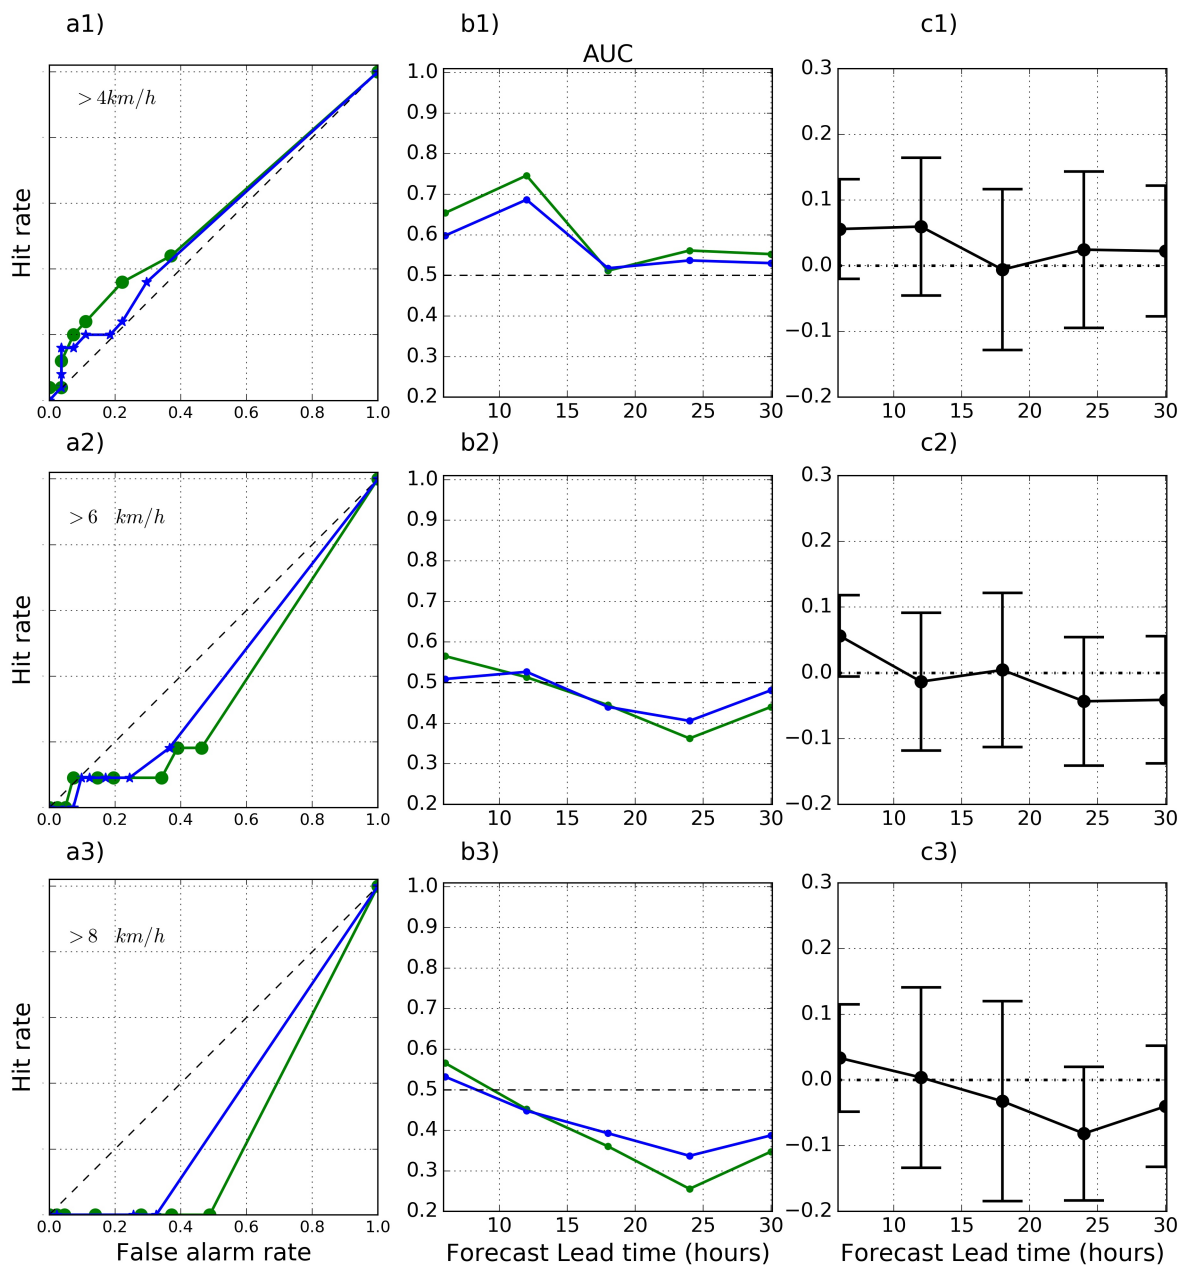 a1)
b1)
c1)
AUC
> 4km/h
Hit rate
0.0 0.2 0.4 0.6 0.8 1.0
1.0
0.9
0.8
0.7
0.6
0.5
0.4
0.3
0.2
10 15 20 25 30
0.3
0.2
0.1
0.0
−0.1
−0.2
10 15 20 25 30
a2)
b2)
c2)
> 6 km/h
Hit rate
0.0 0.2 0.4 0.6 0.8 1.0
1.0
0.9
0.8
0.7
0.6
0.5
0.4
0.3
0.2
10 15 20 25 30
0.3
0.2
0.1
0.0
−0.1
−0.2
10 15 20 25 30
a3)
b3)
c3)
> 8 km/h
Hit rate
0.0 0.2 0.4 0.6 0.8 1.0
False alarm rate
1.0
0.9
0.8
0.7
0.6
0.5
0.4
0.3
0.2
10 15 20 25 30
Forecast Lead time (hours)
0.3
0.2
0.1
0.0
−0.1
−0.2
10 15 20 25 30
Forecast Lead time (hours)